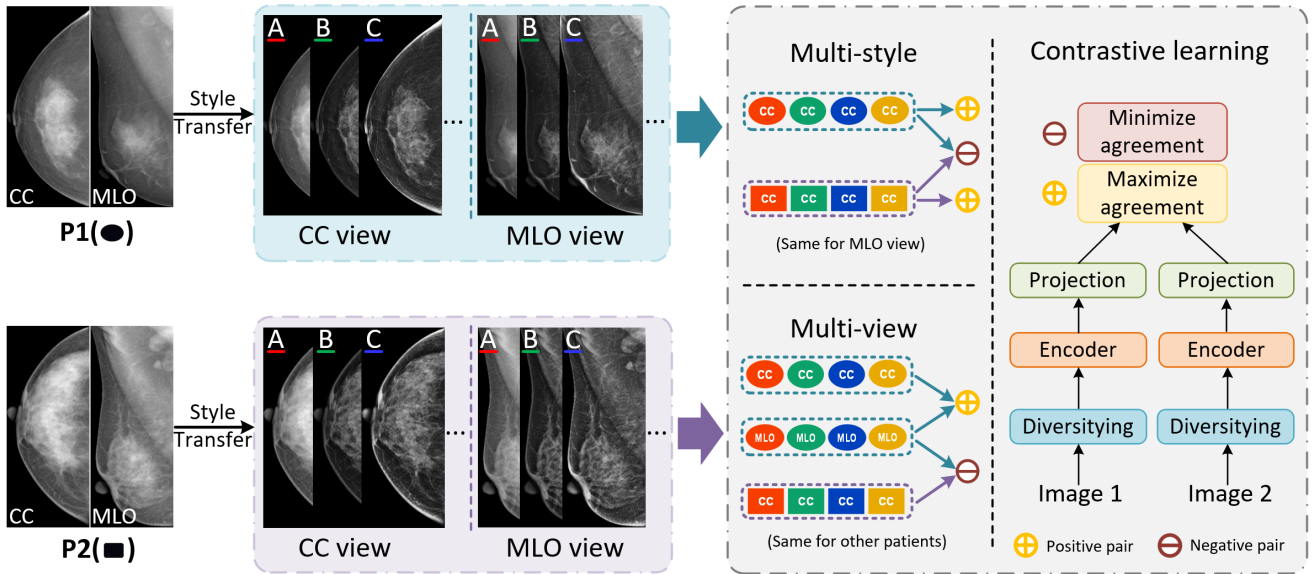 CC
MLO
P1( )
Style
Transfer
A B C
...
A B C
...
CC view
MLO view
CC
MLO
P2( )
Style
Transfer
A B C
...
A B C
...
CC view
MLO view
Multi-style
CC CC CC CC
CC CC CC CC
(Same for MLO view)
Multi-view
CC CC CC CC
MLO MLO MLO MLO
CC CC CC CC
(Same for other patients)
Contrastive learning
Minimize
agreement
Maximize
agreement
Projection Projection
Encoder Encoder
Diversitying Diversitying
Image 1 Image 2
Positive pair Negative pair